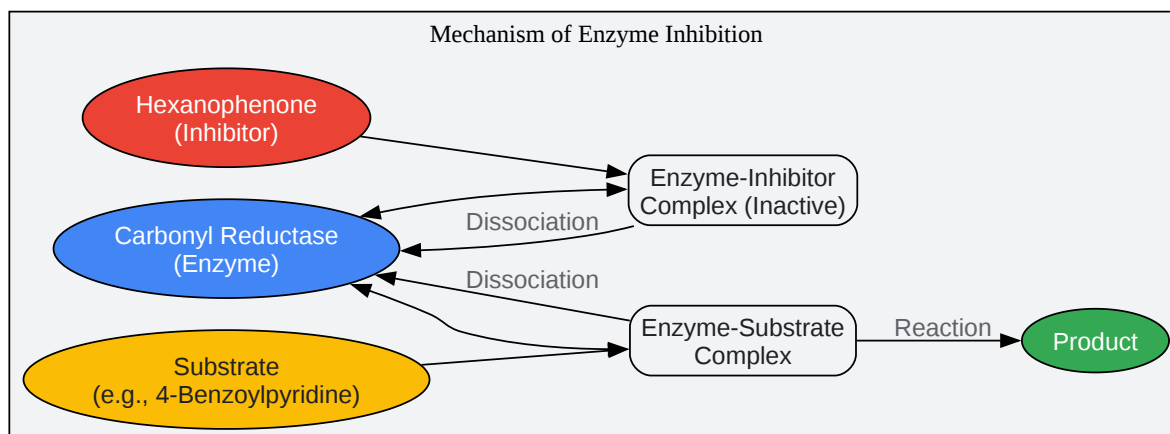 Mechanism of Enzyme Inhibition
Hexanophenone
(Inhibitor)
Enzyme-Inhibitor
Complex (Inactive)
Dissociation
Carbonyl Reductase
(Enzyme)
Dissociation
Enzyme-Substrate
Complex
Reaction
Product
Substrate
(e.g., 4-Benzoylpyridine)